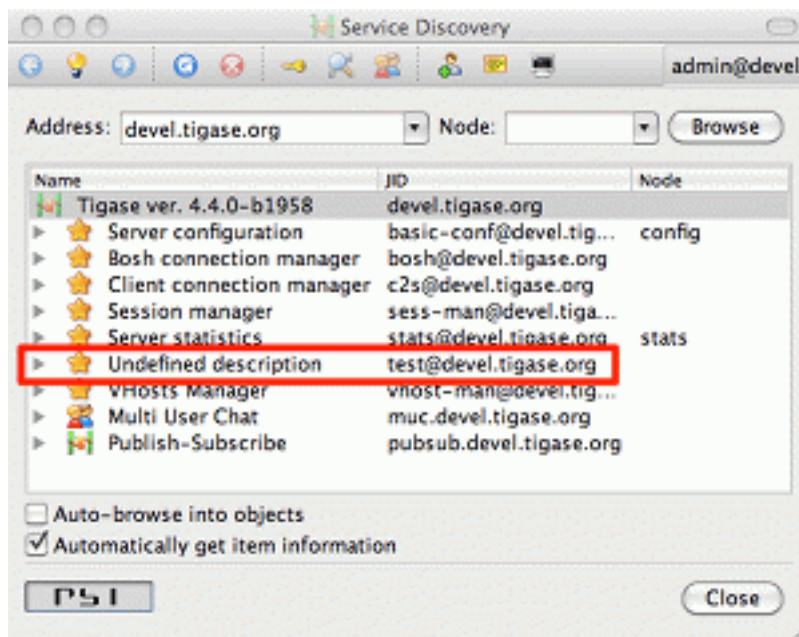 Service Discovery
admin@devel
Address: devel.tigase.org Node: Browse
Name JID Node
Tigase ver. 4.4.0-b1958 devel.tigase.org
Server configuration basic-conf@devel.tig... config
Bosh connection manager bosh@devel.tigase.org
Client connection manager c2s@devel.tigase.org
Session manager sess-man@devel.tiga...
Server statistics stats@devel.tigase.org stats
Undefined description test@devel.tigase.org
VHosts Manager vhost-man@devel.tig...
Multi User Chat muc.devel.tigase.org
Publish-Subscribe pubsub.devel.tigase.org
Auto-browse into objects
Automatically get item information
PSI Close